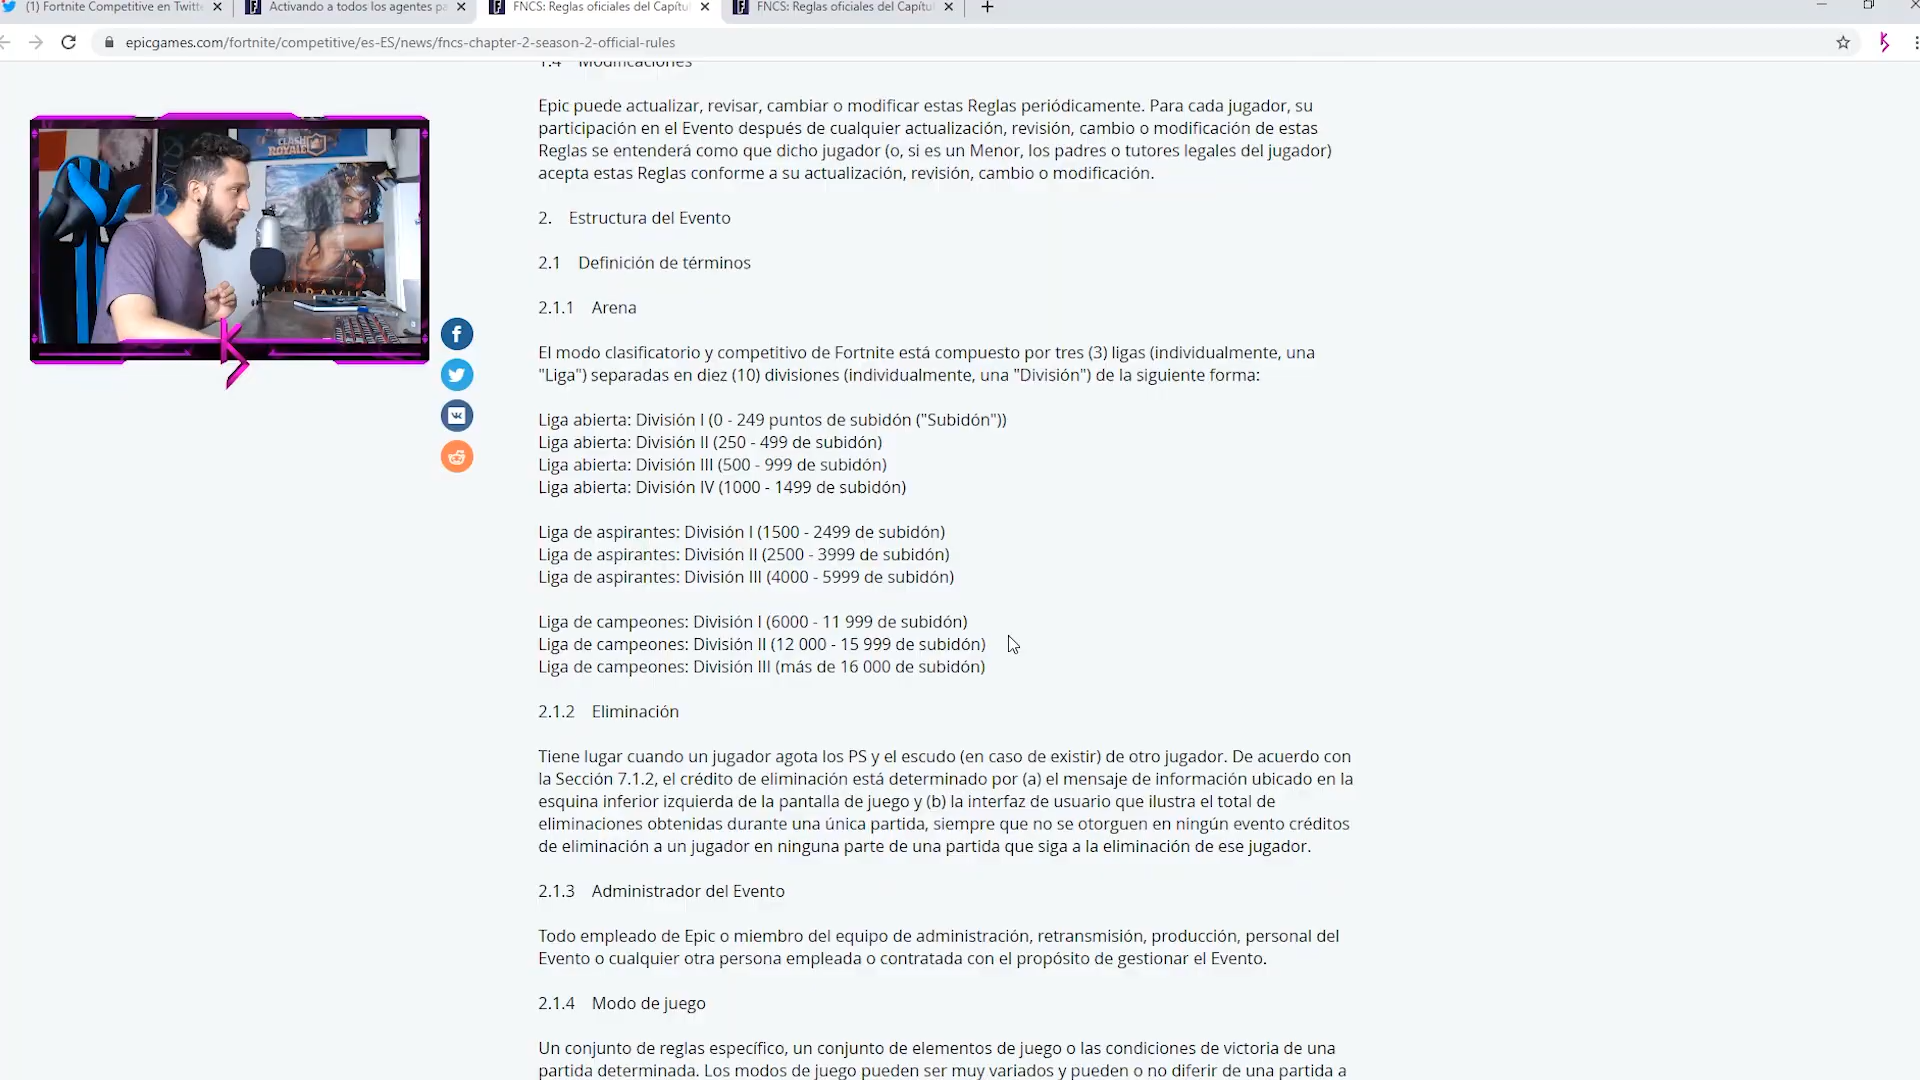 (1) Fortnite Competitive en Twitte
Activando a todos los agentes pa
FNCS: Reglas oficiales del Capítu
FNCS: Reglas oficiales del Capítu
epicgames.com/fortnite/competitive/es-ES/news/fncs-chapter-2-season-2-official-rules
1.4 Modificaciones
Epic puede actualizar, revisar, cambiar o modificar estas Reglas periódicamente. Para cada jugador, su
participación en el Evento después de cualquier actualización, revisión, cambio o modificación de estas
Reglas se entenderá como que dicho jugador (o, si es un Menor, los padres o tutores legales del jugador)
acepta estas Reglas conforme a su actualización, revisión, cambio o modificación.
CLASH
ROYALE
2. Estructura del Evento
2.1 Definición de términos
2.1.1 Arena
El modo clasificatorio y competitivo de Fortnite está compuesto por tres (3) ligas (individualmente, una
"Liga") separadas en diez (10) divisiones (individualmente, una "División") de la siguiente forma:
Liga abierta: División I (0 - 249 puntos de subidón ("Subidón"))
Liga abierta: División II (250 - 499 de subidón)
Liga abierta: División III (500 - 999 de subidón)
Liga abierta: División IV (1000 - 1499 de subidón)
Liga de aspirantes: División I (1500 - 2499 de subidón)
Liga de aspirantes: División II (2500 - 3999 de subidón)
Liga de aspirantes: División III (4000 - 5999 de subidón)
Liga de campeones: División I (6000 - 11 999 de subidón)
Liga de campeones: División II (12 000 - 15 999 de subidón)
Liga de campeones: División III (más de 16 000 de subidón)
2.1.2 Eliminación
Tiene lugar cuando un jugador agota los PS y el escudo (en caso de existir) de otro jugador. De acuerdo con
la Sección 7.1.2, el crédito de eliminación está determinado por (a) el mensaje de información ubicado en la
esquina inferior izquierda de la pantalla de juego y (b) la interfaz de usuario que ilustra el total de
eliminaciones obtenidas durante una única partida, siempre que no se otorguen en ningún evento créditos
de eliminación a un jugador en ninguna parte de una partida que siga a la eliminación de ese jugador.
2.1.3 Administrador del Evento
Todo empleado de Epic o miembro del equipo de administración, retransmisión, producción, personal del
Evento o cualquier otra persona empleada o contratada con el propósito de gestionar el Evento.
2.1.4 Modo de juego
Un conjunto de reglas específico, un conjunto de elementos de juego o las condiciones de victoria de una
partida determinada. Los modos de juego pueden ser muy variados y pueden o no diferir de una partida a